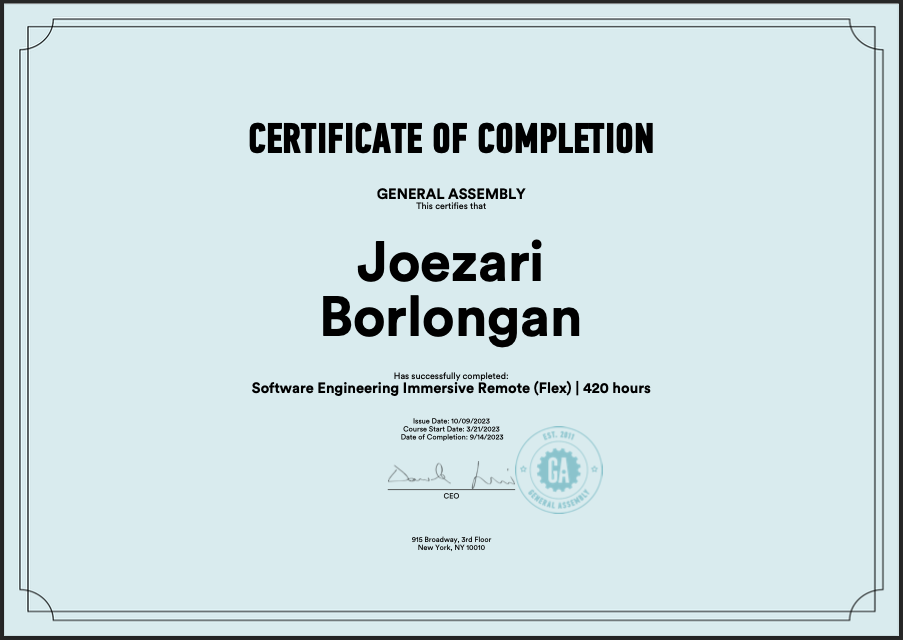 CERTIFICATE OF COMPLETION
GENERAL ASSEMBLY
This certifies that
Joezari
Borlongan
Has successfully completed:
Software Engineering Immersive Remote (Flex) | 420 hours
Issue Date: 10/09/2023
Course Start Date: 3/21/2023
Date of Completion: 9/14/2023
EST. 2011
GA
GENERAL ASSEMBLY
CEO
915 Broadway, 3rd Floor
New York, NY 10010